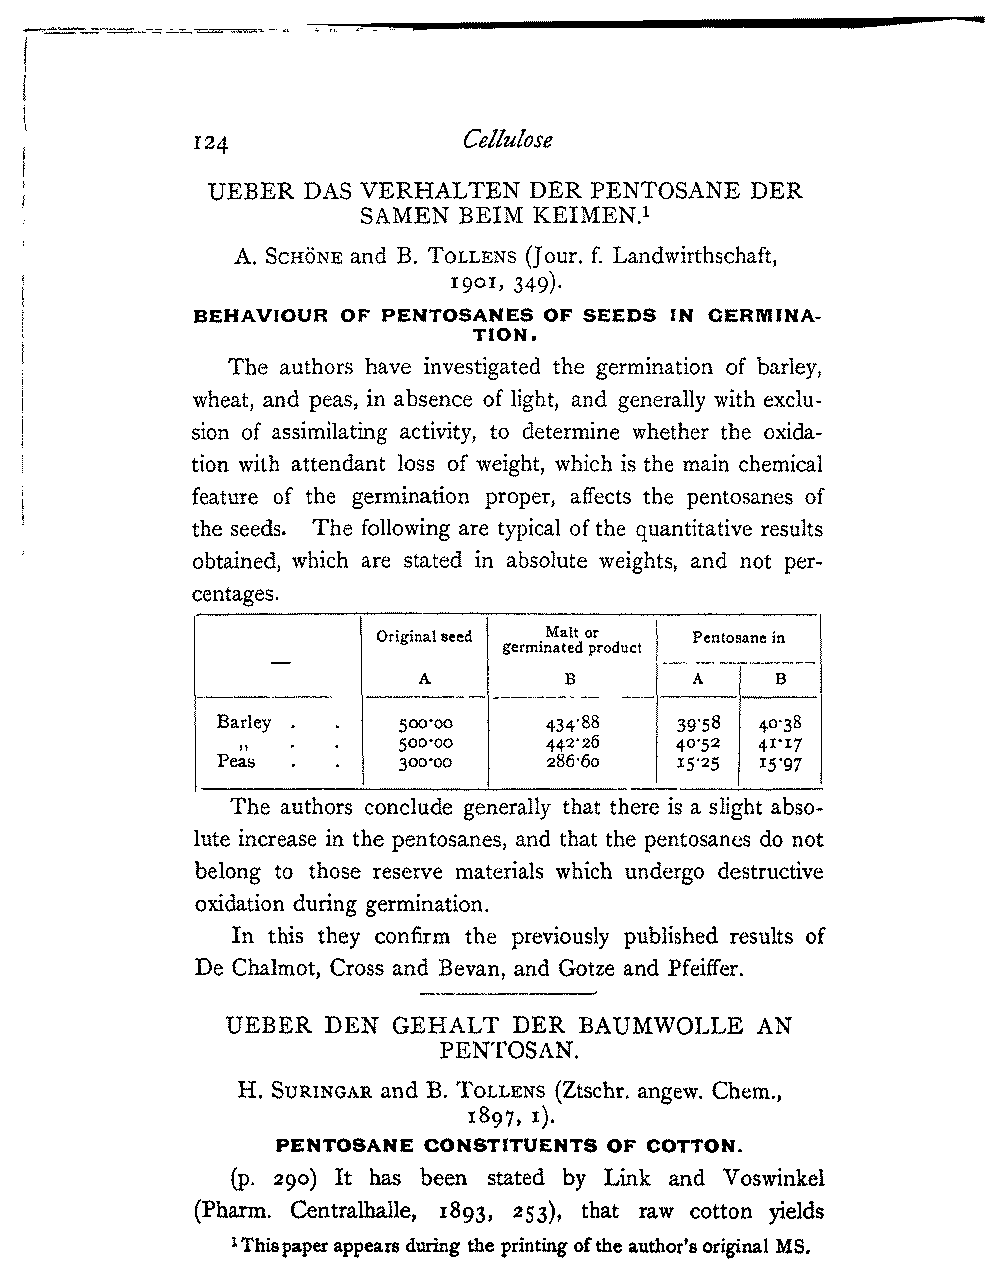 124 Cellulose
UEBER DAS VERHALTEN DER PENTOSANE DER
SAMEN BEIM KEIMEN.¹
A. SCHÖNE and B. TOLLENS (Jour. f. Landwirthschaft,
1901, 349).
BEHAVIOUR OF PENTOSANES OF SEEDS IN GERMINA-
TION.
The authors have investigated the germination of barley,
wheat, and peas, in absence of light, and generally with exclu-
sion of assimilating activity, to determine whether the oxida-
tion with attendant loss of weight, which is the main chemical
feature of the germination proper, affects the pentosanes of
the seeds. The following are typical of the quantitative results
obtained, which are stated in absolute weights, and not per-
centages.
— Original seed Malt or germinated product Pentosane in
A B A B
Barley . . 500·00 434·88 39·58 40·38
„ . . 500·00 442·26 40·52 41·17
Peas . . 300·00 286·60 15·25 15·97
The authors conclude generally that there is a slight abso-
lute increase in the pentosanes, and that the pentosanes do not
belong to those reserve materials which undergo destructive
oxidation during germination.
In this they confirm the previously published results of
De Chalmot, Cross and Bevan, and Gotze and Pfeiffer.
UEBER DEN GEHALT DER BAUMWOLLE AN
PENTOSAN.
H. SURINGAR and B. TOLLENS (Ztschr. angew. Chem.,
1897, 1).
PENTOSANE CONSTITUENTS OF COTTON.
(p. 290) It has been stated by Link and Voswinkel
(Pharm. Centralhalle, 1893, 253), that raw cotton yields
¹ This paper appears during the printing of the author's original MS.